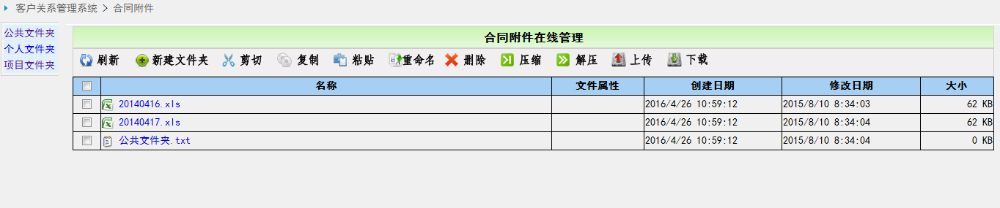 客户关系管理系统 > 合同附件
公共文件夹
个人文件夹
项目文件夹
合同附件在线管理
刷新 新建文件夹 剪切 复制 粘贴 重命名 删除 压缩 解压 上传 下载
名称 文件属性 创建日期 修改日期 大小
20140416.xls 2016/4/26 10:59:12 2015/8/10 8:34:03 62 KB
20140417.xls 2016/4/26 10:59:12 2015/8/10 8:34:04 62 KB
公共文件夹.txt 2016/4/26 10:59:12 2015/8/10 8:34:04 0 KB